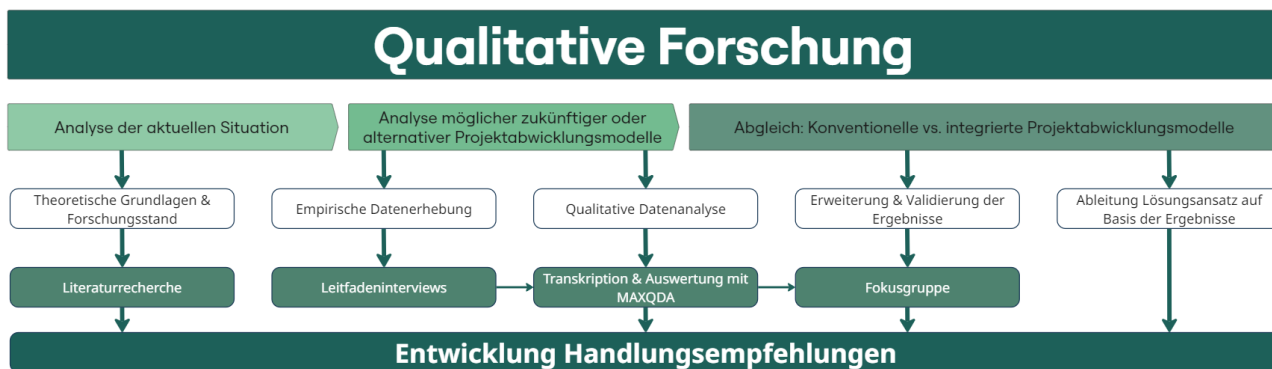 Qualitative Forschung
Analyse der aktuellen Situation
Analyse möglicher zukünftiger oder
alternativer Projektabwicklungsmodelle
Abgleich: Konventionelle vs. integrierte Projektabwicklungsmodelle
Theoretische Grundlagen &
Forschungsstand
Empirische Datenerhebung
Qualitative Datenanalyse
Erweiterung & Validierung der
Ergebnisse
Ableitung Lösungsansatz auf
Basis der Ergebnisse
Literaturrecherche
Leitfadeninterviews
Transkription & Auswertung mit
MAXQDA
Fokusgruppe
Entwicklung Handlungsempfehlungen